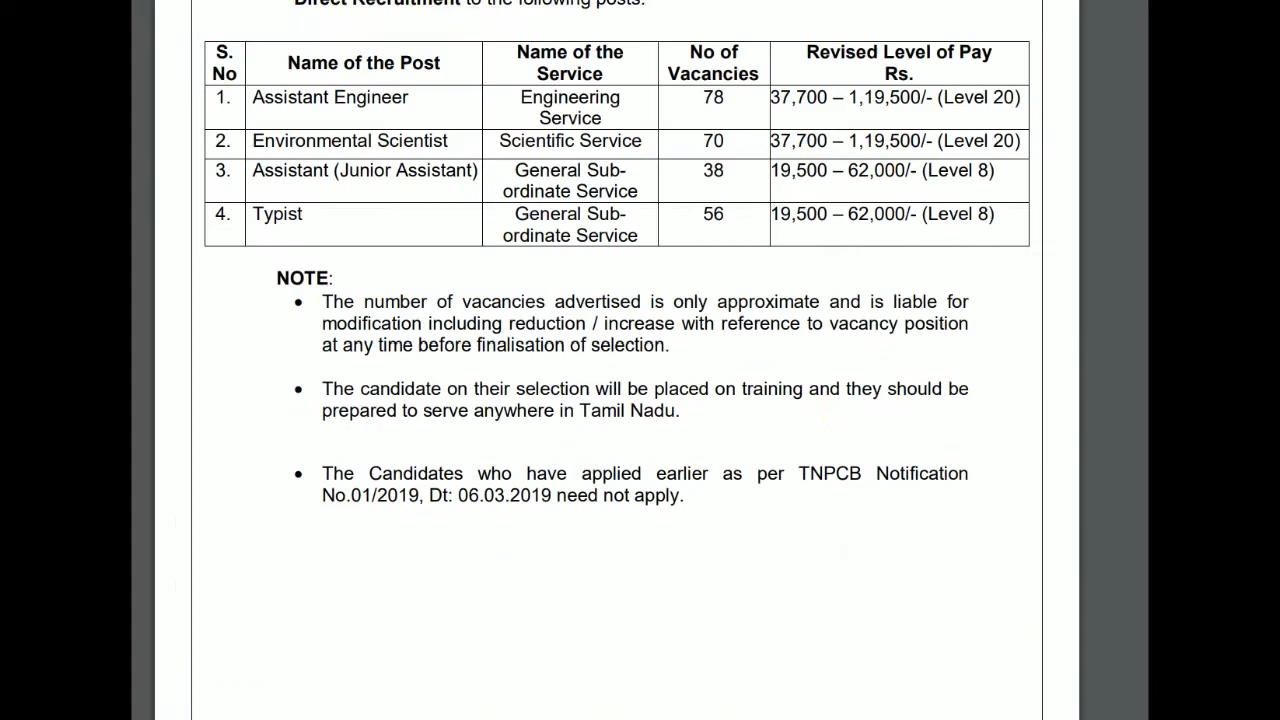 Direct Recruitment to the following posts.
S. No | Name of the Post | Name of the Service | No of Vacancies | Revised Level of Pay Rs.
1. | Assistant Engineer | Engineering Service | 78 | 37,700 – 1,19,500/- (Level 20)
2. | Environmental Scientist | Scientific Service | 70 | 37,700 – 1,19,500/- (Level 20)
3. | Assistant (Junior Assistant) | General Sub-ordinate Service | 38 | 19,500 – 62,000/- (Level 8)
4. | Typist | General Sub-ordinate Service | 56 | 19,500 – 62,000/- (Level 8)
NOTE:
• The number of vacancies advertised is only approximate and is liable for
modification including reduction / increase with reference to vacancy position
at any time before finalisation of selection.
• The candidate on their selection will be placed on training and they should be
prepared to serve anywhere in Tamil Nadu.
• The Candidates who have applied earlier as per TNPCB Notification
No.01/2019, Dt: 06.03.2019 need not apply.